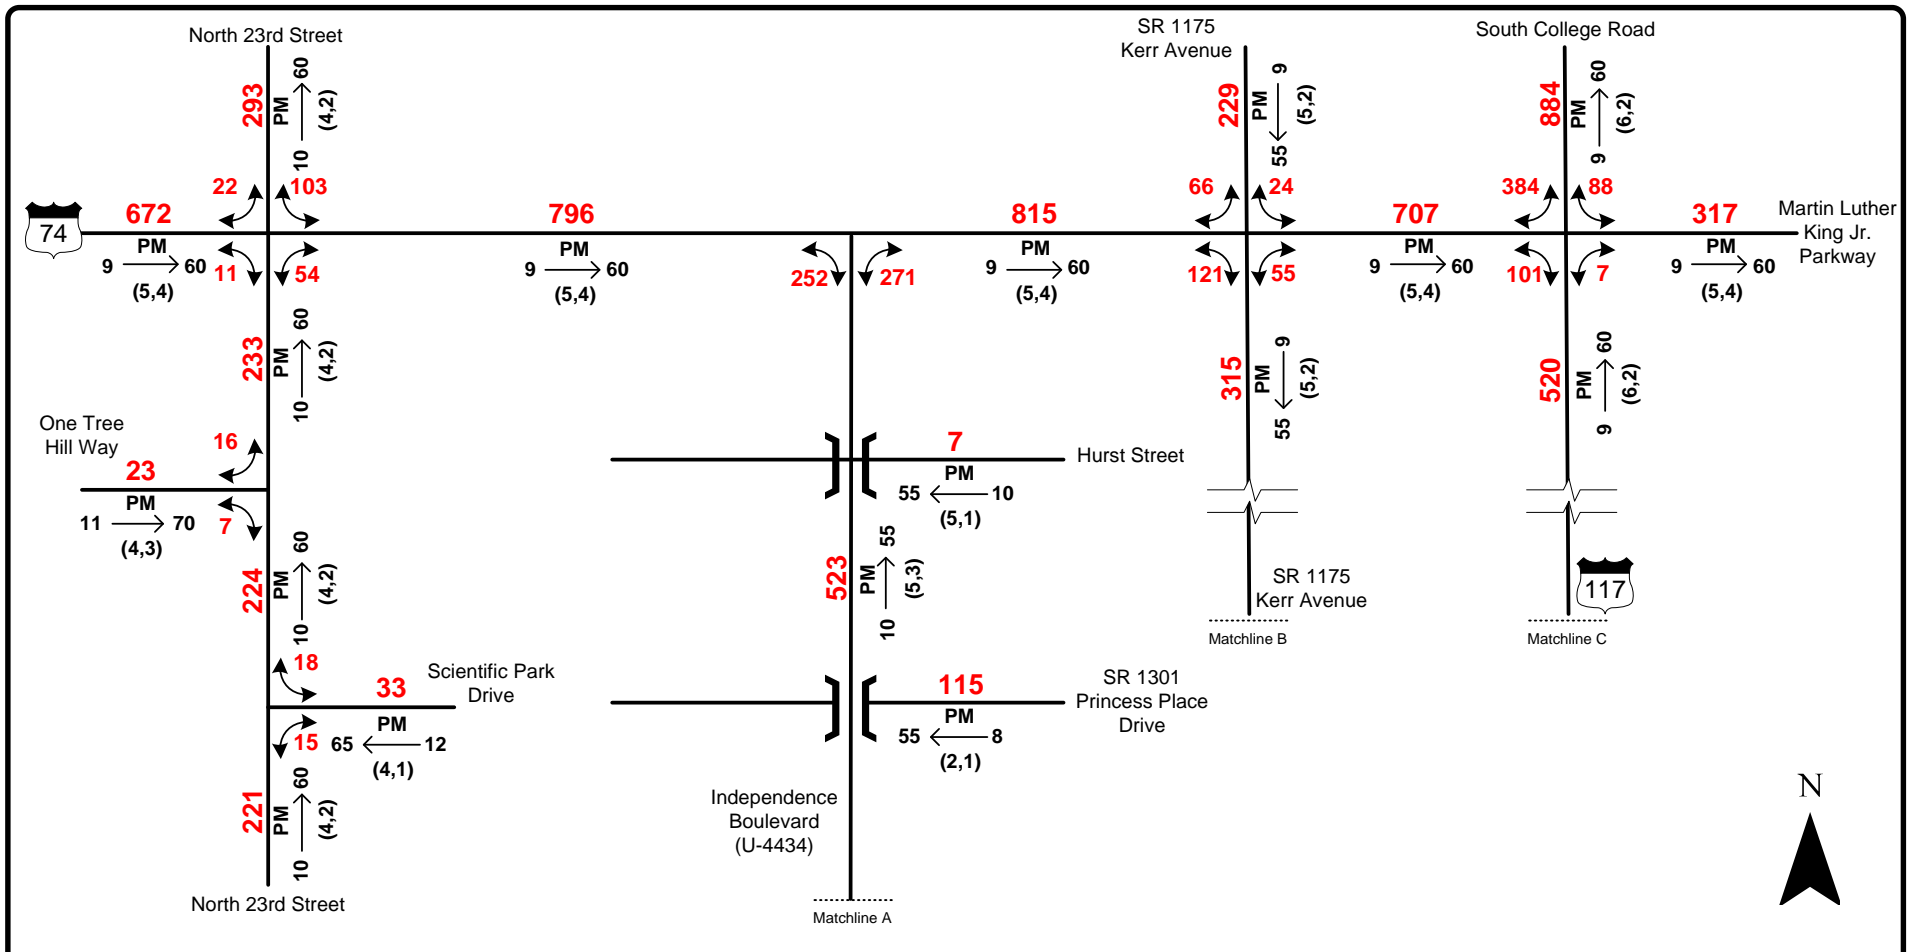 North 23rd Street
SR 1175
Kerr Avenue
South College Road
293
PM
10 60
(4,2)
229
PM
9 55
(5,2)
884
PM
9 60
(6,2)
22
103
66
24
384
88
74
672
PM
9 60
(5,4)
11
54
796
PM
9 60
(5,4)
252
271
815
PM
9 60
(5,4)
121
55
707
PM
9 60
(5,4)
101
7
317
PM
9 60
(5,4)
Martin Luther
King Jr.
Parkway
233
PM
10 60
(4,2)
315
PM
9 55
(5,2)
520
PM
9 60
(6,2)
One Tree
Hill Way
16
23
PM
11 70
(4,3)
7
7
PM
55 10
(5,1)
Hurst Street
224
PM
10 60
(4,2)
523
PM
10 55
(5,3)
SR 1175
Kerr Avenue
Matchline B
117
Matchline C
18
33
PM
65 12
(4,1)
15
Scientific Park
Drive
115
PM
55 8
(2,1)
SR 1301
Princess Place
Drive
221
PM
10 60
(4,2)
North 23rd Street
Independence
Boulevard
(U-4434)
Matchline A
N